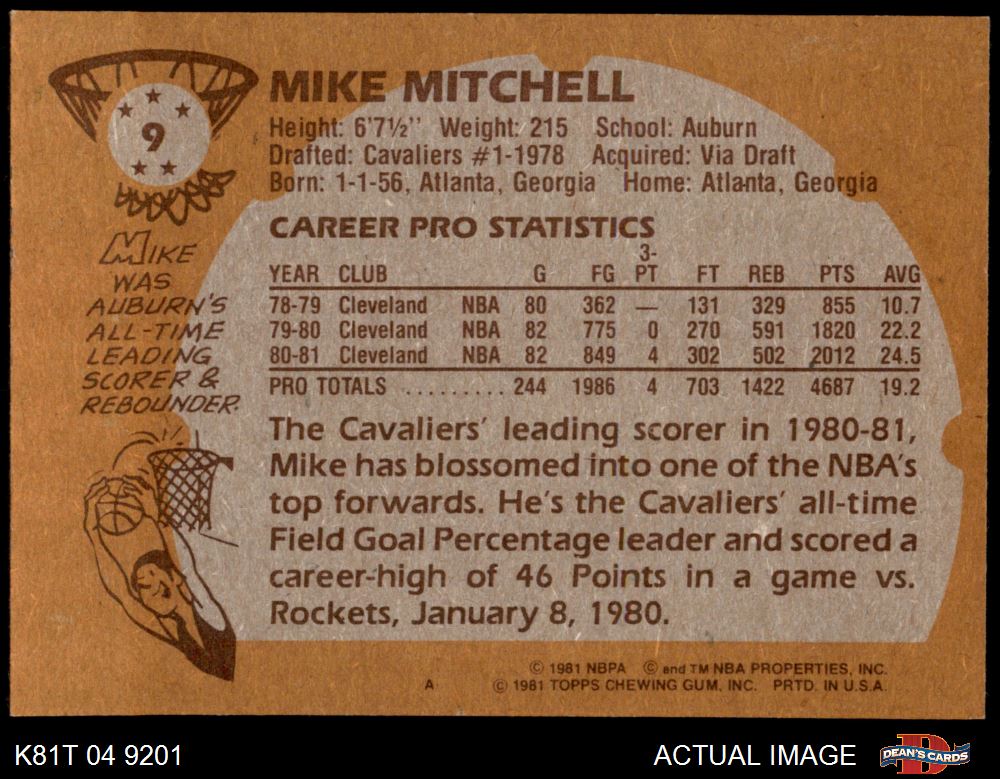 9
MIKE MITCHELL
Height: 6'7½'' Weight: 215 School: Auburn
Drafted: Cavaliers #1-1978 Acquired: Via Draft
Born: 1-1-56, Atlanta, Georgia Home: Atlanta, Georgia
MIKE
WAS
AUBURN'S
ALL-TIME
LEADING
SCORER &
REBOUNDER.
CAREER PRO STATISTICS
YEAR CLUB G FG 3-PT FT REB PTS AVG
78-79 Cleveland NBA 80 362 — 131 329 855 10.7
79-80 Cleveland NBA 82 775 0 270 591 1820 22.2
80-81 Cleveland NBA 82 849 4 302 502 2012 24.5
PRO TOTALS .......... 244 1986 4 703 1422 4687 19.2
The Cavaliers' leading scorer in 1980-81,
Mike has blossomed into one of the NBA's
top forwards. He's the Cavaliers' all-time
Field Goal Percentage leader and scored a
career-high of 46 Points in a game vs.
Rockets, January 8, 1980.
© 1981 NBPA © and TM NBA PROPERTIES, INC.
A © 1981 TOPPS CHEWING GUM, INC. PRTD. IN U.S.A.
K81T 04 9201 ACTUAL IMAGE DEAN'S CARDS